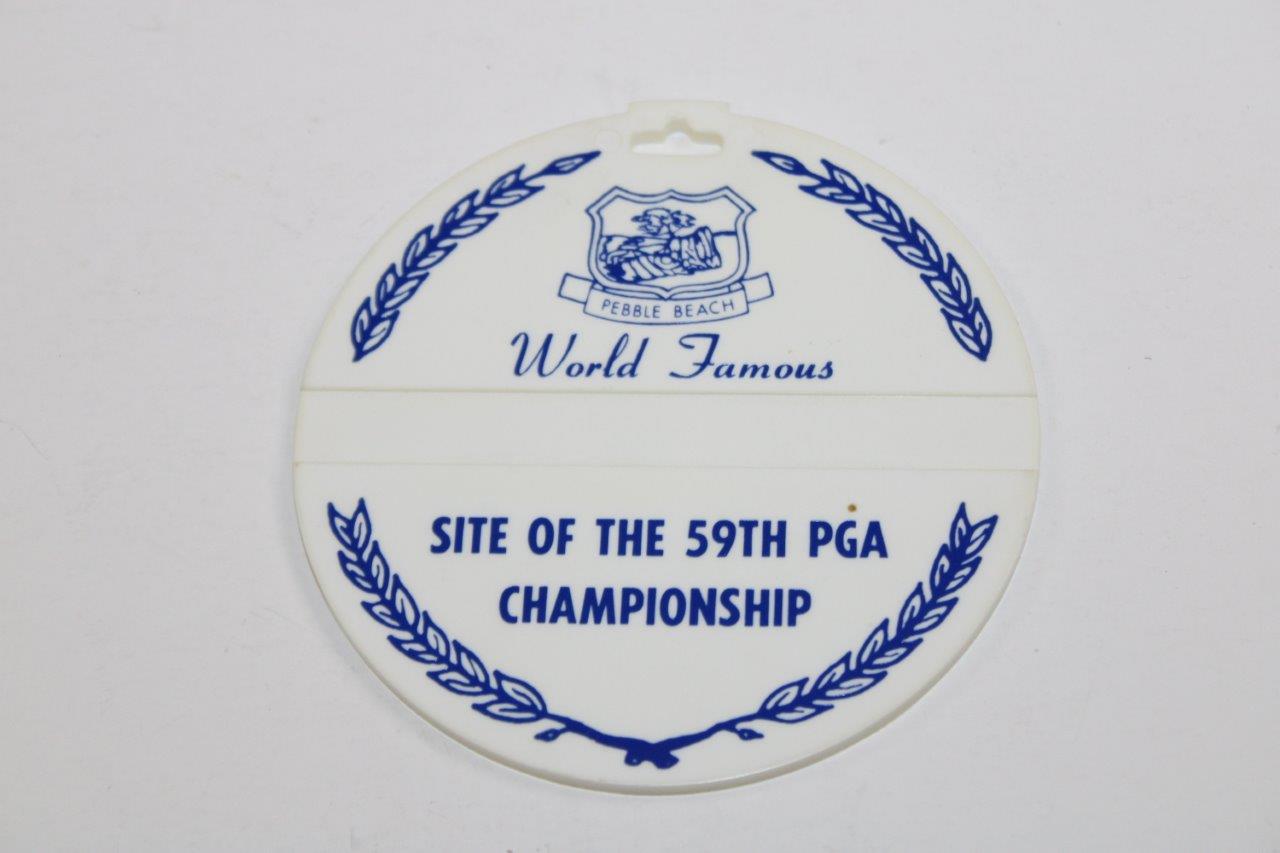 PEBBLE BEACH
World Famous
SITE OF THE 59TH PGA
CHAMPIONSHIP